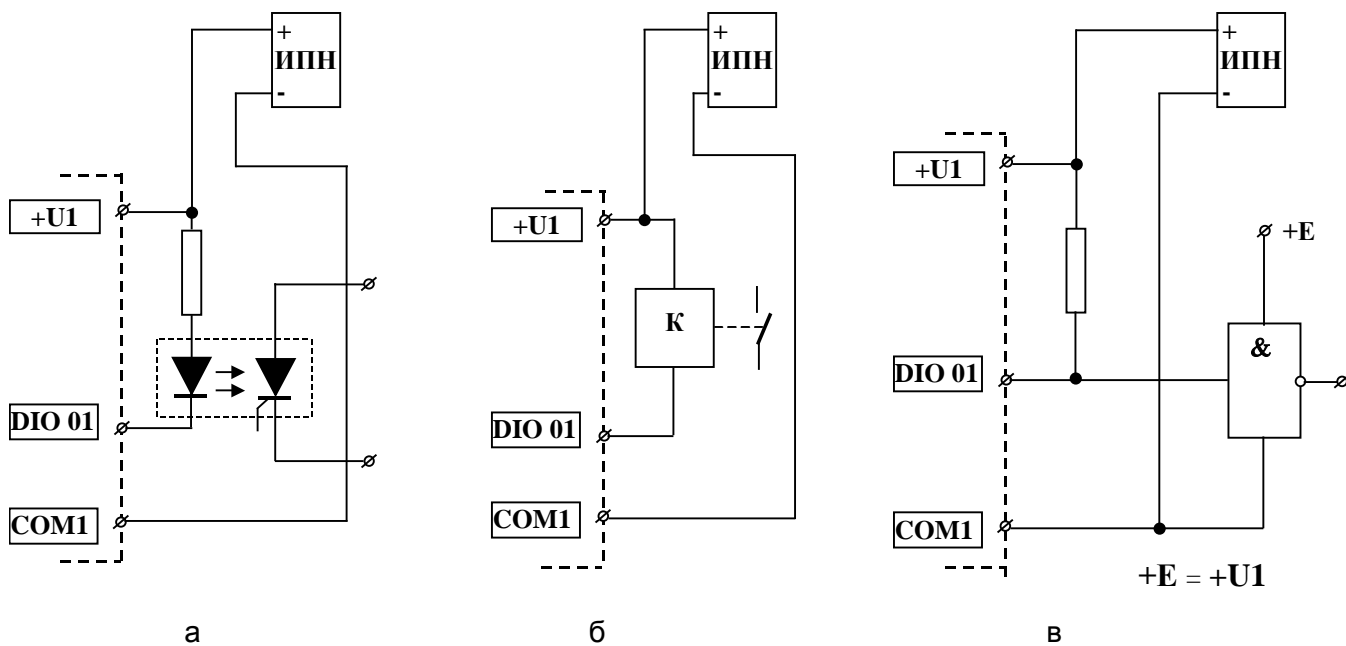 +
ИПН
-
+U1
DIO 01
COM1
а
+
ИПН
-
+U1
К
DIO 01
COM1
б
+
ИПН
-
+U1
+E
&
DIO 01
COM1
+E = +U1
в